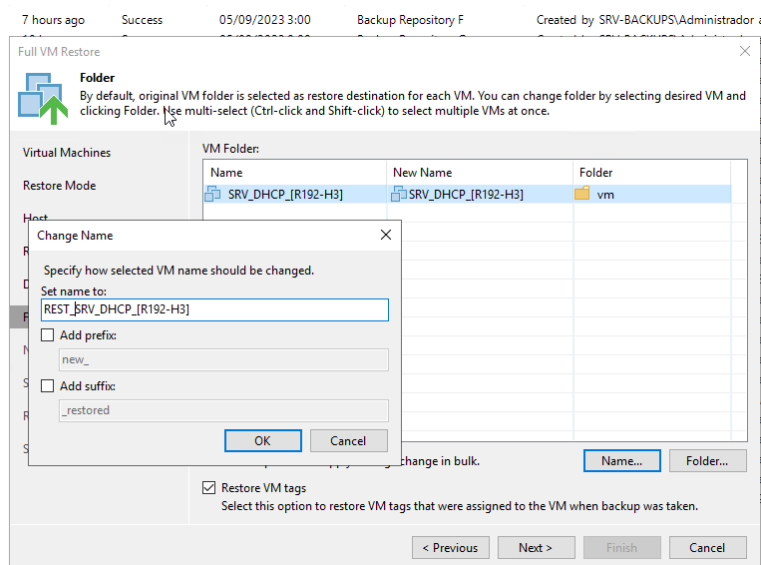 7 hours ago Success 05/09/2023 3:00 Backup Repository F Created by SRV-BACKUPS\Administrador
Full VM Restore
Folder
By default, original VM folder is selected as restore destination for each VM. You can change folder by selecting desired VM and
clicking Folder. Use multi-select (Ctrl-click and Shift-click) to select multiple VMs at once.
Virtual Machines
Restore Mode
Host
VM Folder:
Name New Name Folder
SRV_DHCP_[R192-H3] SRV_DHCP_[R192-H3] vm
Change Name
Specify how selected VM name should be changed.
Set name to:
REST_SRV_DHCP_[R192-H3]
Add prefix:
new_
Add suffix:
_restored
OK Cancel
change in bulk.
Name... Folder...
Restore VM tags
Select this option to restore VM tags that were assigned to the VM when backup was taken.
< Previous Next > Finish Cancel